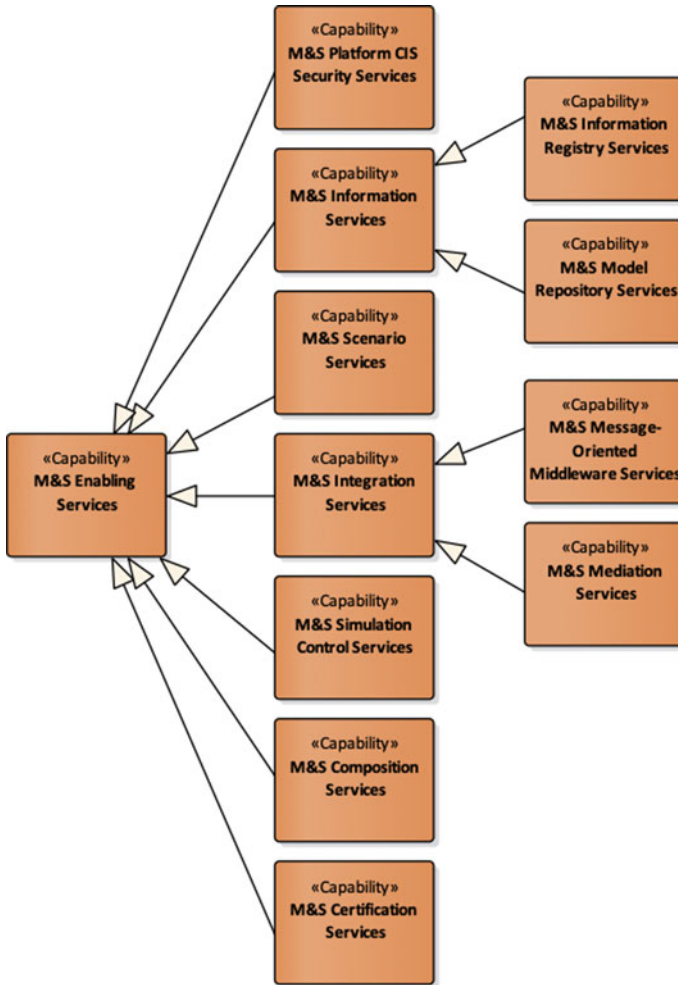 «Capability»
M&S Platform CIS
Security Services
«Capability»
M&S Information
Registry Services
«Capability»
M&S Information
Services
«Capability»
M&S Model
Repository Services
«Capability»
M&S Scenario
Services
«Capability»
M&S Message-
Oriented
Middleware Services
«Capability»
M&S Enabling
Services
«Capability»
M&S Integration
Services
«Capability»
M&S Mediation
Services
«Capability»
M&S Simulation
Control Services
«Capability»
M&S Composition
Services
«Capability»
M&S Certification
Services